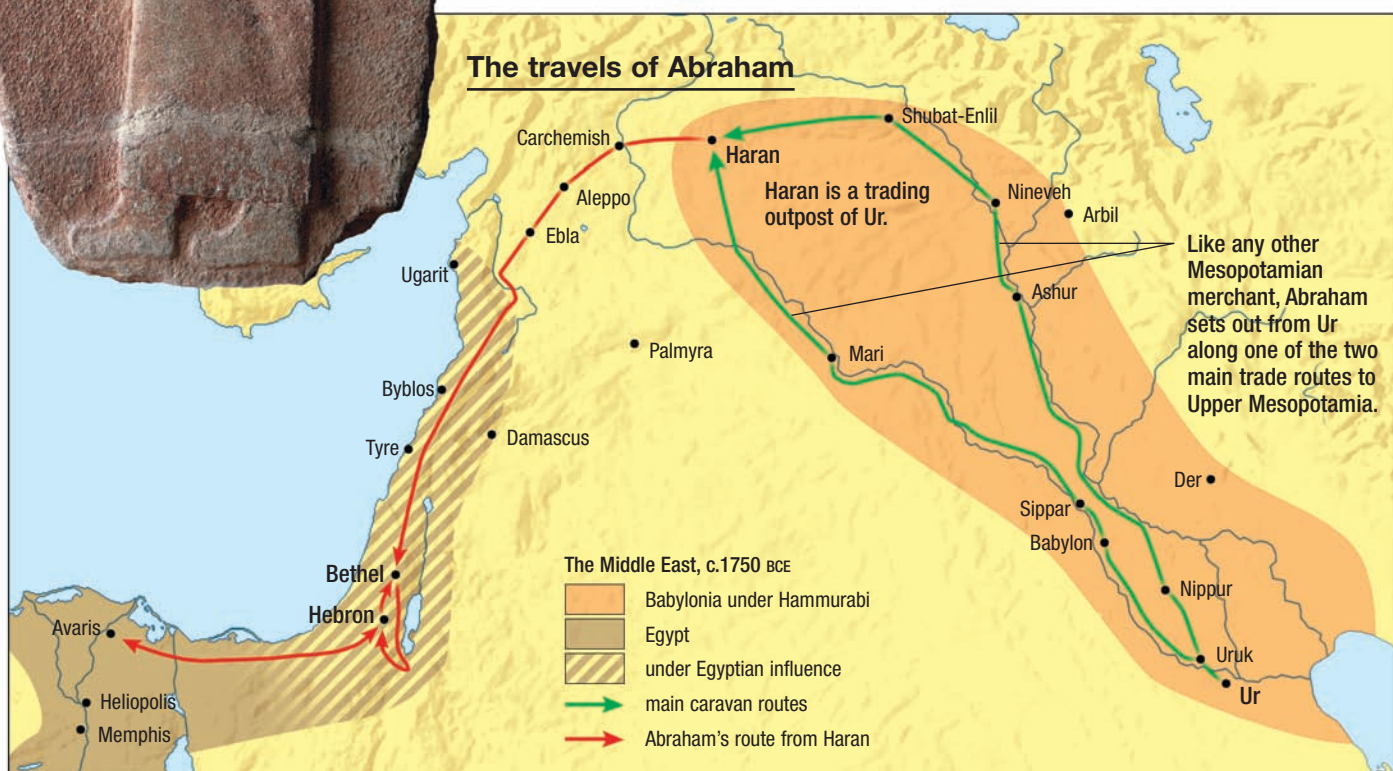 The travels of Abraham
Shubat-Enlil
Carchemish
Haran
Haran is a trading
outpost of Ur.
Aleppo
Nineveh
Arbil
Ebla
Like any other
Mesopotamian
merchant, Abraham
sets out from Ur
along one of the two
main trade routes to
Upper Mesopotamia.
Ugarit
Ashur
Palmyra
Mari
Byblos
Damascus
Tyre
Der
Sippar
Babylon
Bethel
Hebron
Nippur
Avaris
Uruk
Ur
Heliopolis
Memphis
The Middle East, c.1750 BCE
Babylonia under Hammurabi
Egypt
under Egyptian influence
main caravan routes
Abraham's route from Haran